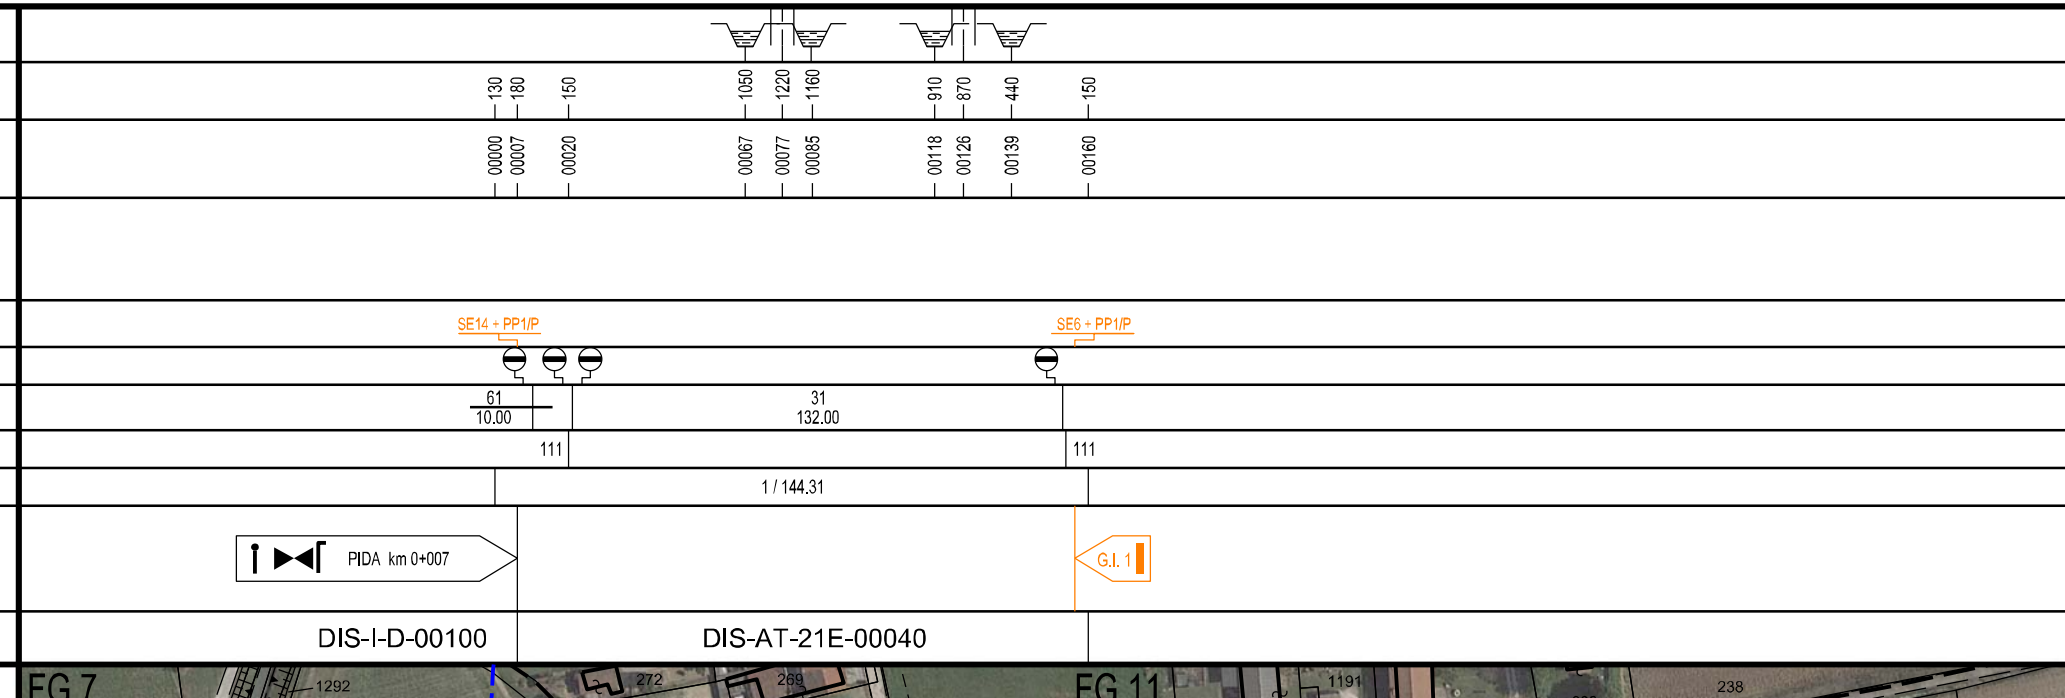 130 180 150 1050 1220 1160 910 870 440 150
00000 00007 00020 00067 00077 00085 00118 00126 00139 00160
SE14 + PP1/P SE6 + PP1/P
61 31
10.00 132.00
111 111
1 / 144.31
PIDA km 0+007 G.I. 1
DIS-I-D-00100 DIS-AT-21E-00040
FG 7 1292 272 269 FG 11 1191 238